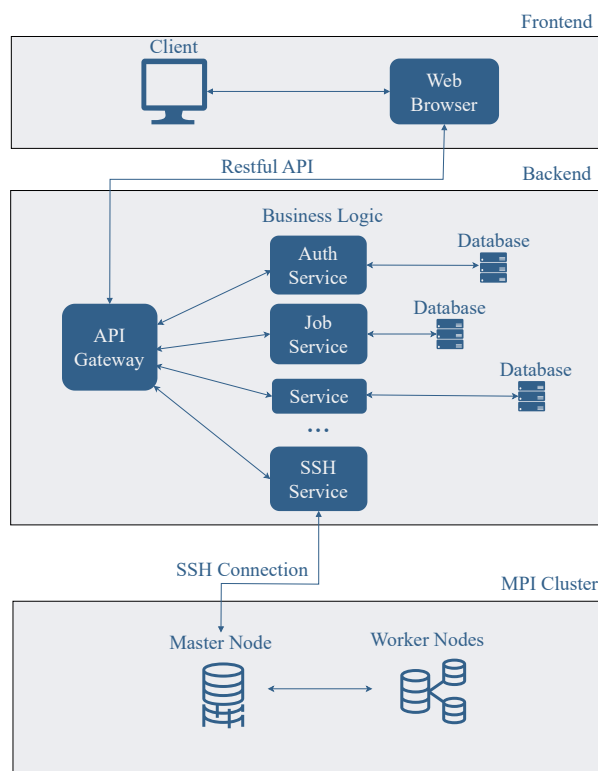 Frontend
Client
Web
Browser
Restful API
Backend
Business Logic
Auth
Service
Database
API
Gateway
Job
Service
Database
Service
Database
...
SSH
Service
SSH Connection
MPI Cluster
Master Node
Worker Nodes